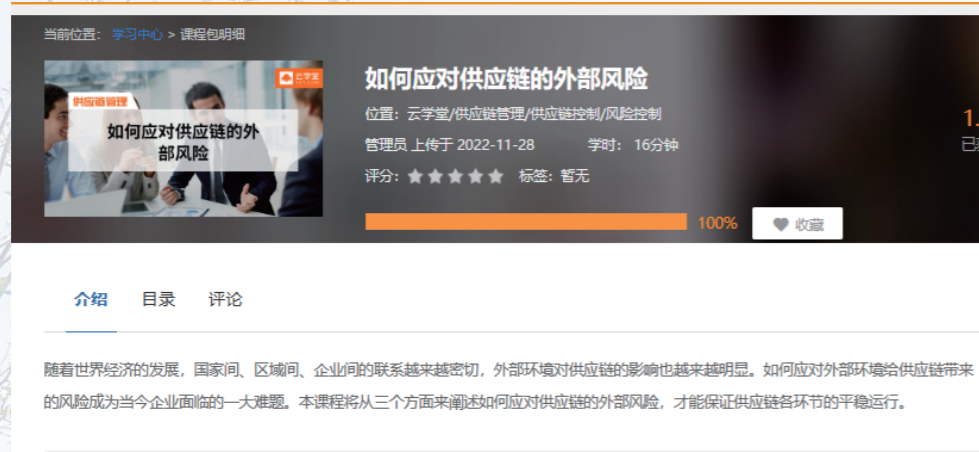 当前位置： 学习中心 > 课程包明细
云学堂
供应链管理
如何应对供应链的外
部风险
如何应对供应链的外部风险
位置：云学堂/供应链管理/供应链控制/风险控制
管理员 上传于 2022-11-28 学时： 16分钟
评分： 标签：暂无
100% 收藏
1.
介绍 目录 评论
随着世界经济的发展，国家间、区域间、企业间的联系越来越密切，外部环境对供应链的影响也越来越明显。如何应对外部环境给供应链带来
的风险成为当今企业面临的一大难题。本课程将从三个方面来阐述如何应对供应链的外部风险，才能保证供应链各环节的平稳运行。